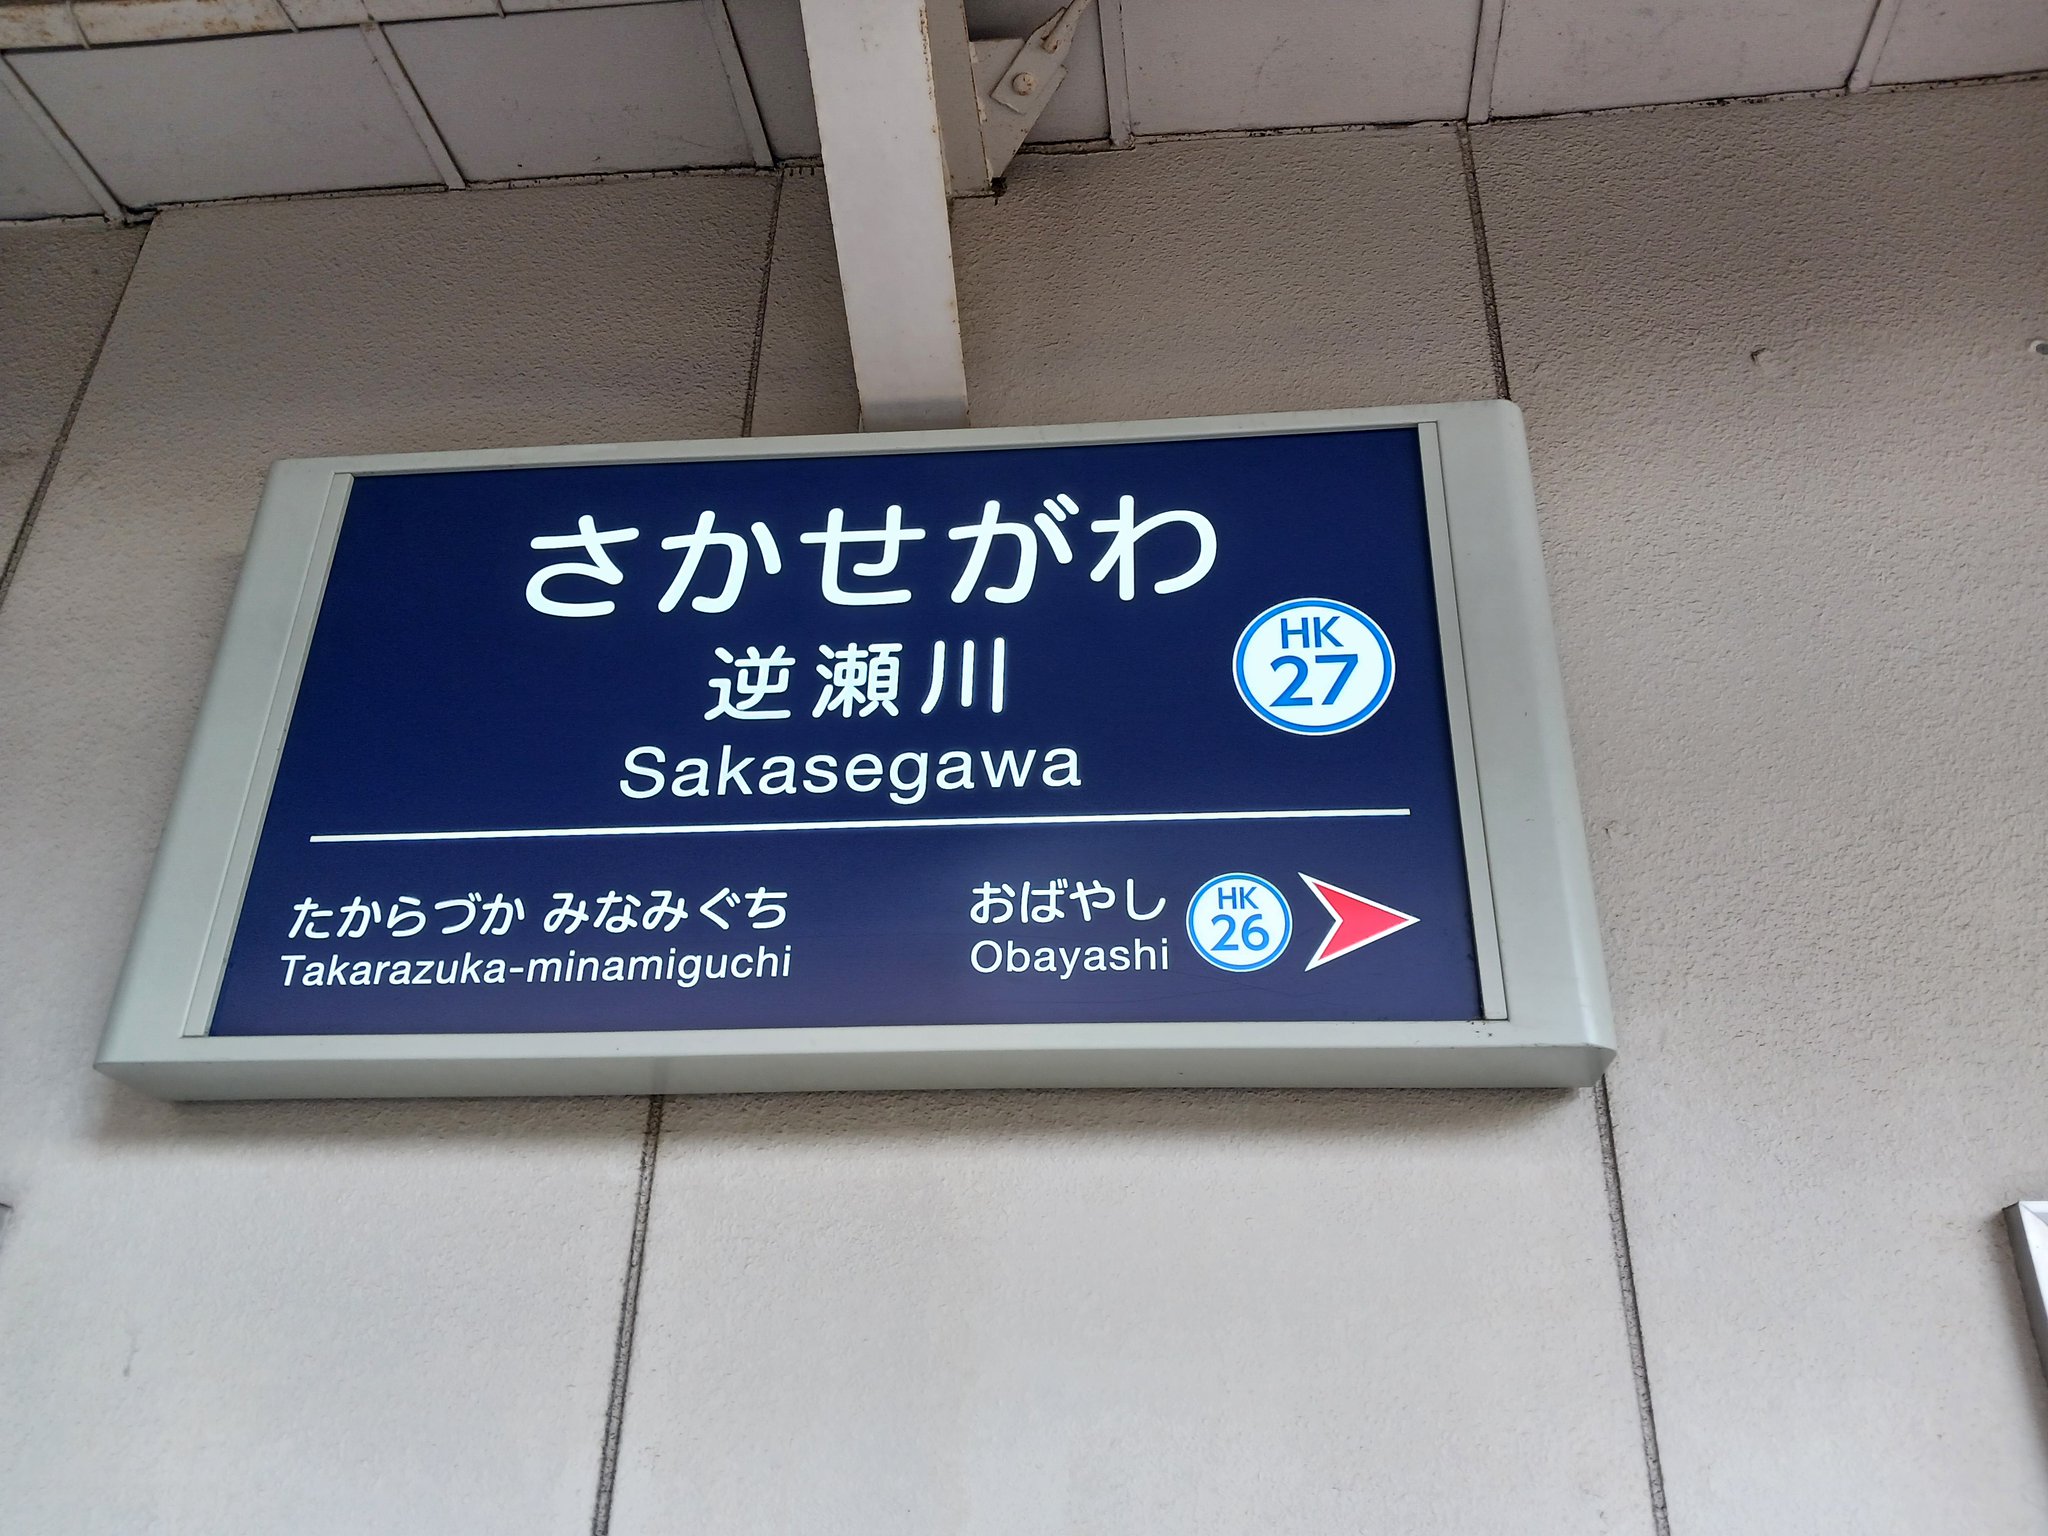 さかせがわ
逆瀬川
HK
27
Sakasegawa
たからづか みなみぐち
Takarazuka-minamiguchi
おばやし
Obayashi
HK
26